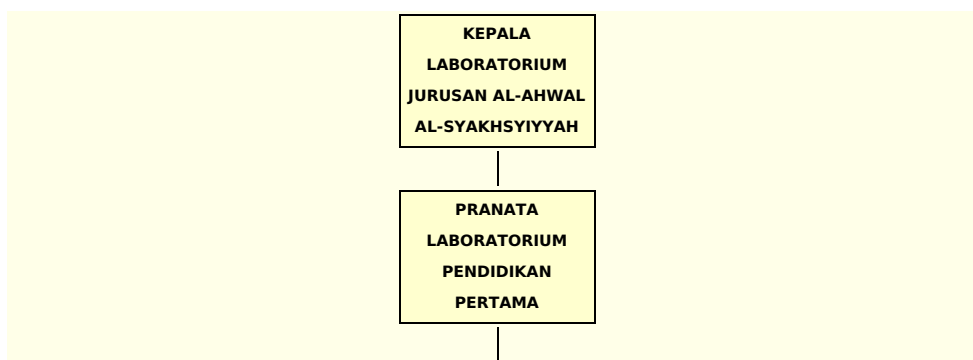 KEPALA
LABORATORIUM
JURUSAN AL-AHWAL
AL-SYAKHSYIYYAH
PRANATA
LABORATORIUM
PENDIDIKAN
PERTAMA